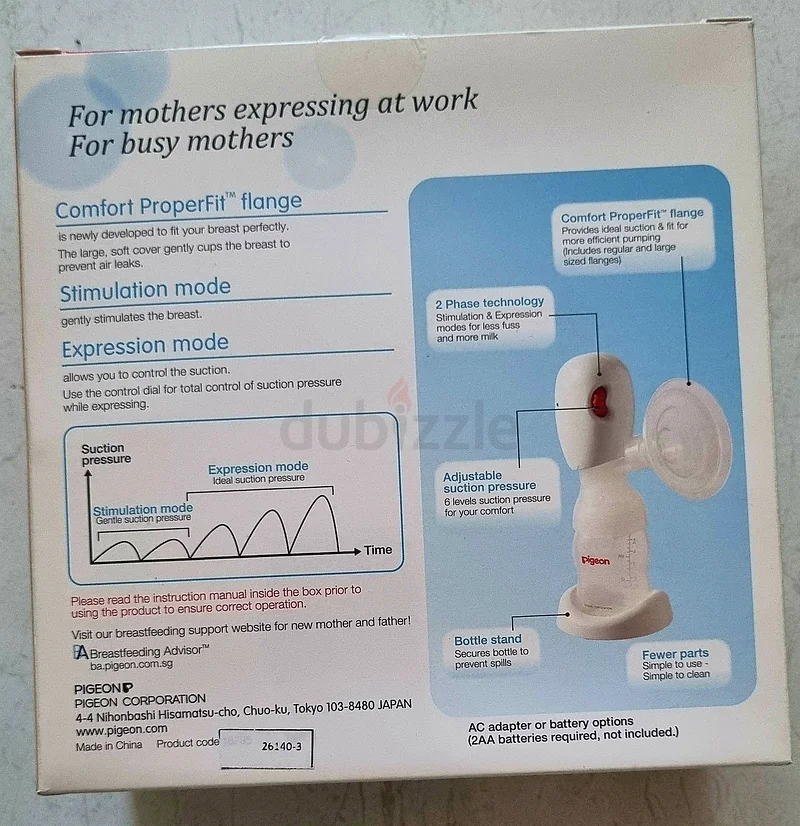 For mothers expressing at work
For busy mothers
Comfort ProperFit™ flange
is newly developed to fit your breast perfectly.
The large, soft cover gently cups the breast to
prevent air leaks.
Stimulation mode
gently stimulates the breast.
Expression mode
allows you to control the suction.
Use the control dial for total control of suction pressure
while expressing.
Suction
pressure
Expression mode
Ideal suction pressure
Stimulation mode
Gentle suction pressure
Time
Please read the instruction manual inside the box prior to
using the product to ensure correct operation.
Visit our breastfeeding support website for new mother and father!
BA Breastfeeding Advisor™
ba.pigeon.com.sg
PIGEON
PIGEON CORPORATION
4-4 Nihonbashi Hisamatsu-cho, Chuo-ku, Tokyo 103-8480 JAPAN
www.pigeon.com
Made in China Product code
26140-3
Comfort ProperFit™ flange
Provides ideal suction & fit for
more efficient pumping
(Includes regular and large
sized flanges)
2 Phase technology
Stimulation & Expression
modes for less fuss
and more milk
Adjustable
suction pressure
6 levels suction pressure
for your comfort
Pigeon
Bottle stand
Secures bottle to
prevent spills
Fewer parts
Simple to use -
Simple to clean
AC adapter or battery options
(2AA batteries required, not included.)
dubizzle